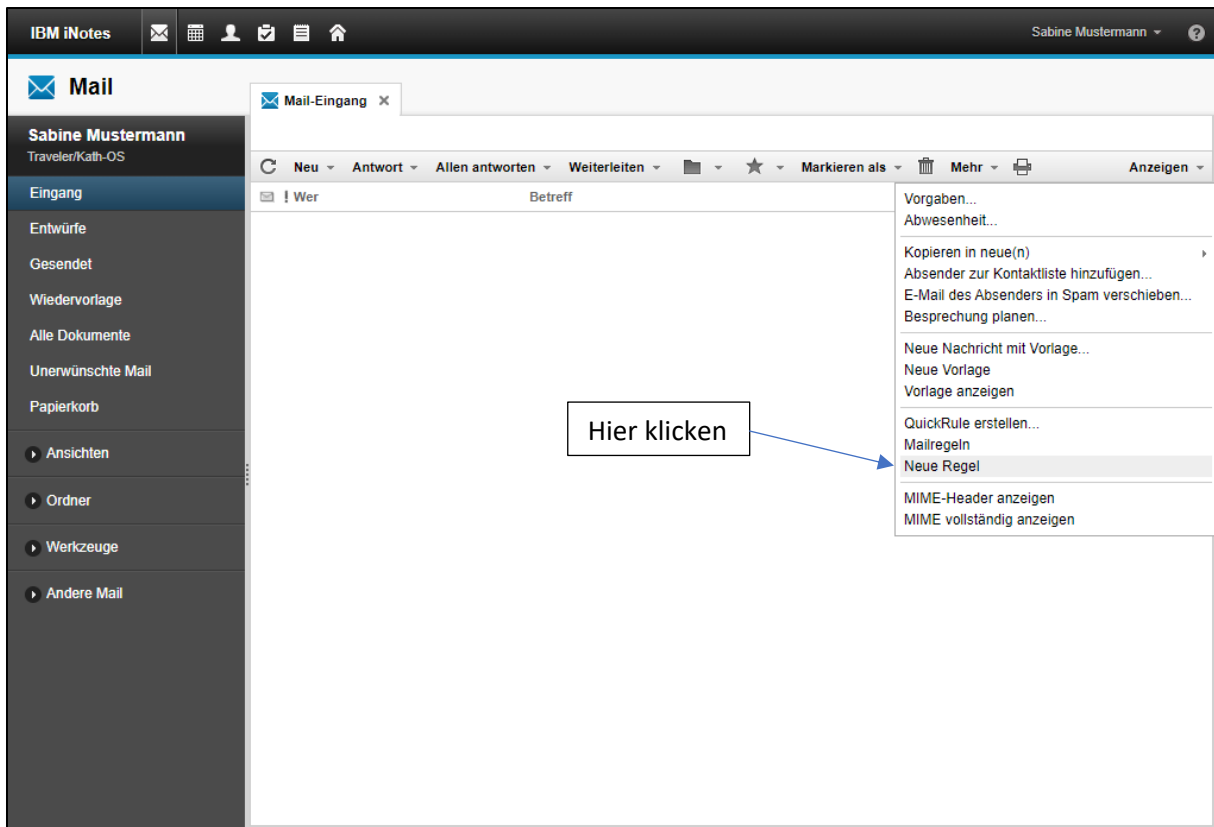 IBM iNotes
Sabine Mustermann
Mail
Mail-Eingang
Sabine Mustermann
Traveler/Kath-OS
Neu Antwort Allen antworten Weiterleiten Markieren als Mehr Anzeigen
Eingang
! Wer Betreff
Entwürfe
Gesendet
Wiedervorlage
Alle Dokumente
Unerwünschte Mail
Papierkorb
Ansichten
Ordner
Werkzeuge
Andere Mail
Vorgaben...
Abwesenheit...
Kopieren in neue(n)
Absender zur Kontaktliste hinzufügen...
E-Mail des Absenders in Spam verschieben...
Besprechung planen...
Neue Nachricht mit Vorlage...
Neue Vorlage
Vorlage anzeigen
QuickRule erstellen...
Mailregeln
Neue Regel
MIME-Header anzeigen
MIME vollständig anzeigen
Hier klicken